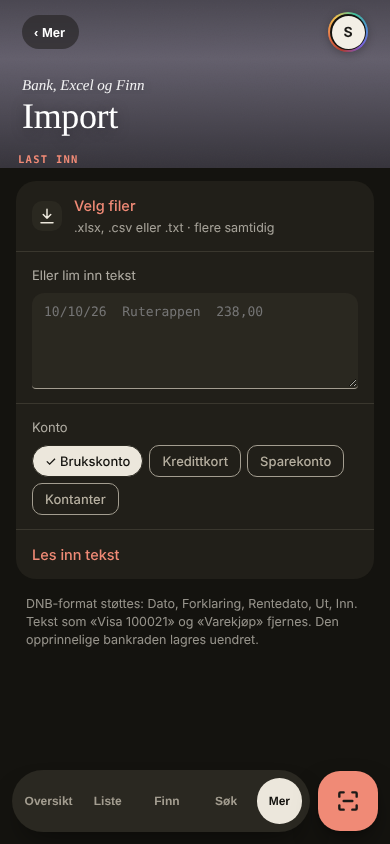 ‹ Mer
S
Bank, Excel og Finn
Import
LAST INN
Velg filer
.xlsx, .csv eller .txt · flere samtidig
Eller lim inn tekst
10/10/26  Ruterappen  238,00
Konto
✓ Brukskonto
Kredittkort
Sparekonto
Kontanter
Les inn tekst
DNB-format støttes: Dato, Forklaring, Rentedato, Ut, Inn.
Tekst som «Visa 100021» og «Varekjøp» fjernes. Den
opprinnelige bankraden lagres uendret.
Oversikt
Liste
Finn
Søk
Mer